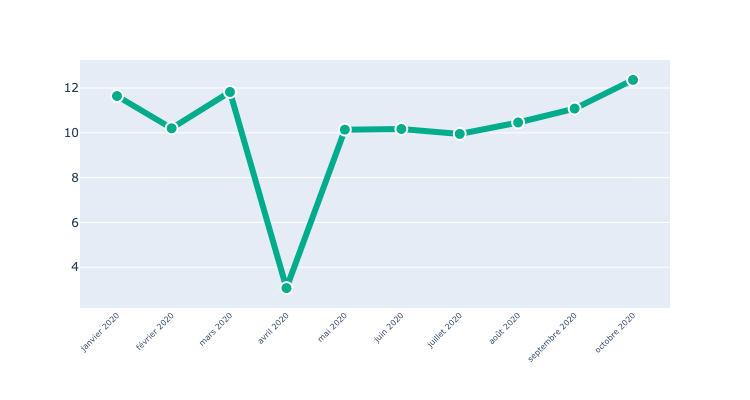 12
10
8
6
4
janvier 2020
février 2020
mars 2020
avril 2020
mai 2020
juin 2020
juillet 2020
août 2020
septembre 2020
octobre 2020